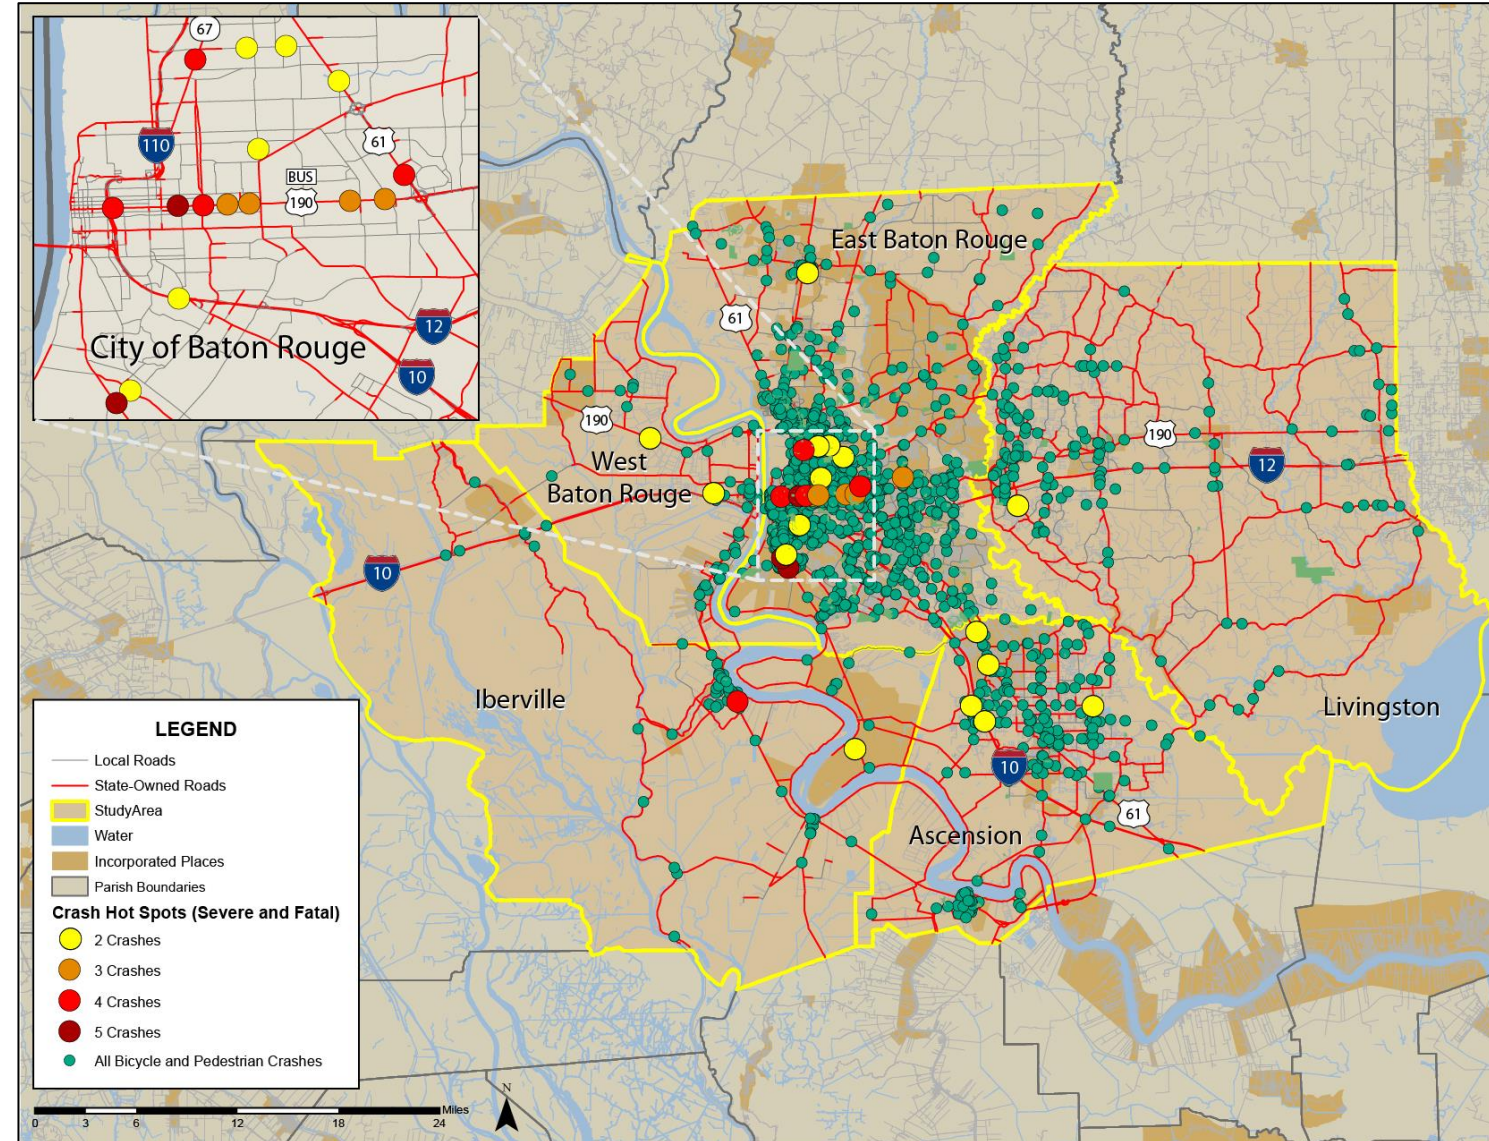 67
110
61
BUS
190
12
City of Baton Rouge
10
East Baton Rouge
61
190
West
Baton Rouge
190
12
10
Iberville
Livingston
10
61
Ascension
LEGEND
Local Roads
State-Owned Roads
StudyArea
Water
Incorporated Places
Parish Boundaries
Crash Hot Spots (Severe and Fatal)
2 Crashes
3 Crashes
4 Crashes
5 Crashes
All Bicycle and Pedestrian Crashes
N
Miles
0 3 6 12 18 24